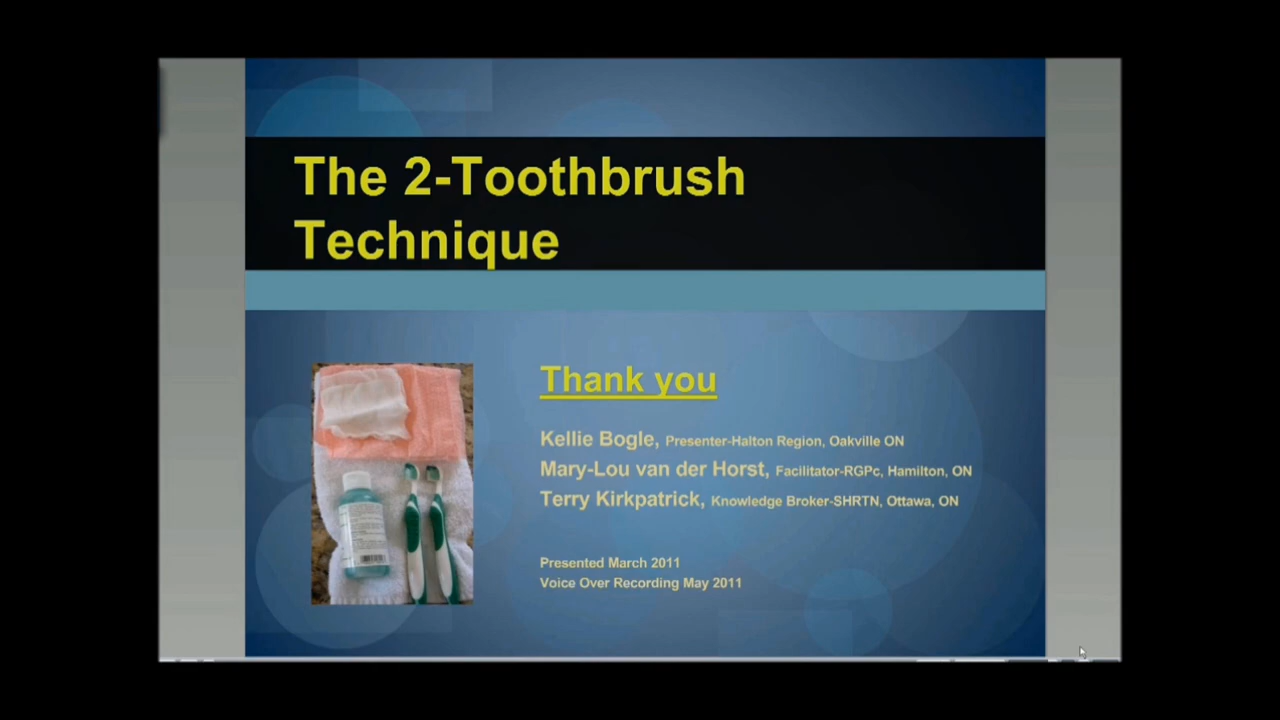 The 2-Toothbrush
Technique
Thank you
Kellie Bogle, Presenter-Halton Region, Oakville ON
Mary-Lou van der Horst, Facilitator-RGPc, Hamilton, ON
Terry Kirkpatrick, Knowledge Broker-SHRTN, Ottawa, ON
Presented March 2011
Voice Over Recording May 2011